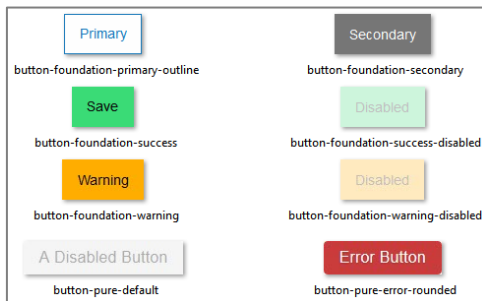 Primary
Secondary
button-foundation-primary-outline
button-foundation-secondary
Save
Disabled
button-foundation-success
button-foundation-success-disabled
Warning
Disabled
button-foundation-warning
button-foundation-warning-disabled
A Disabled Button
Error Button
button-pure-default
button-pure-error-rounded